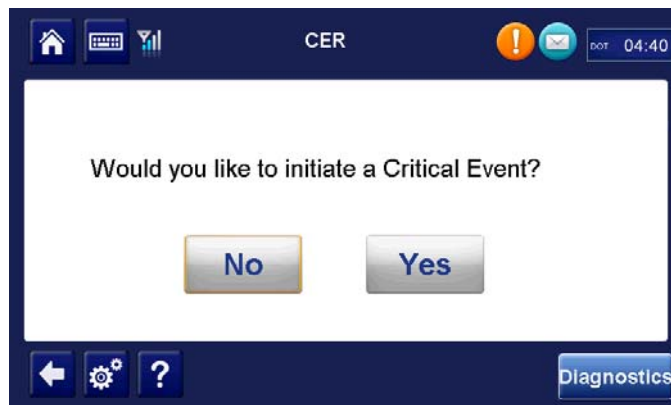 CER
DOT 04:40
Would you like to initiate a Critical Event?
No Yes
?
Diagnostics